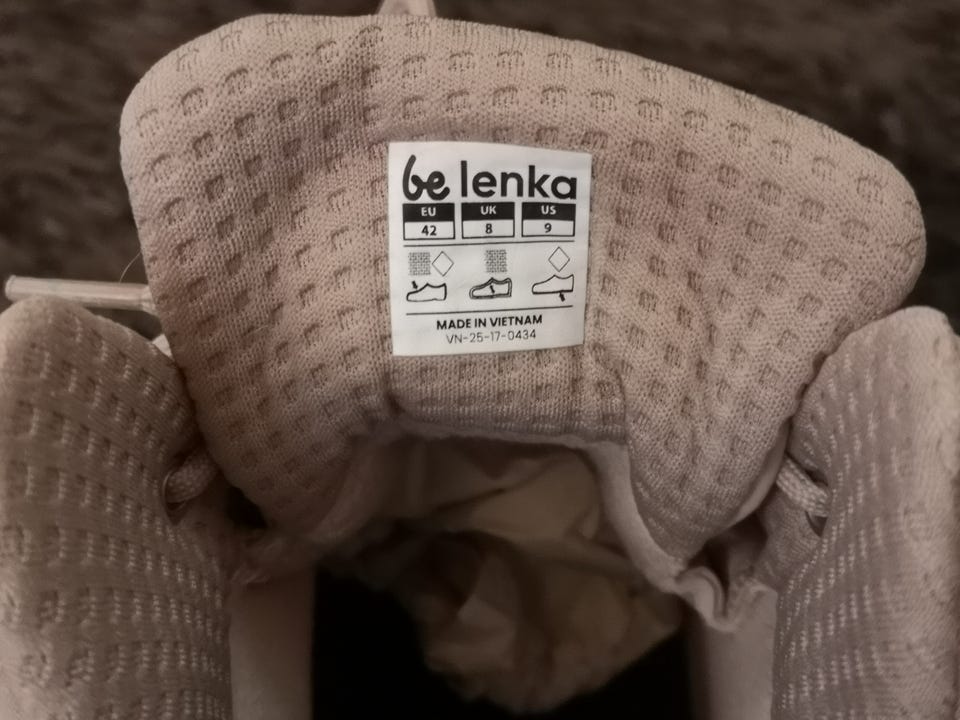 be lenka
EU UK US
42 8 9
MADE IN VIETNAM
VN-25-17-0434